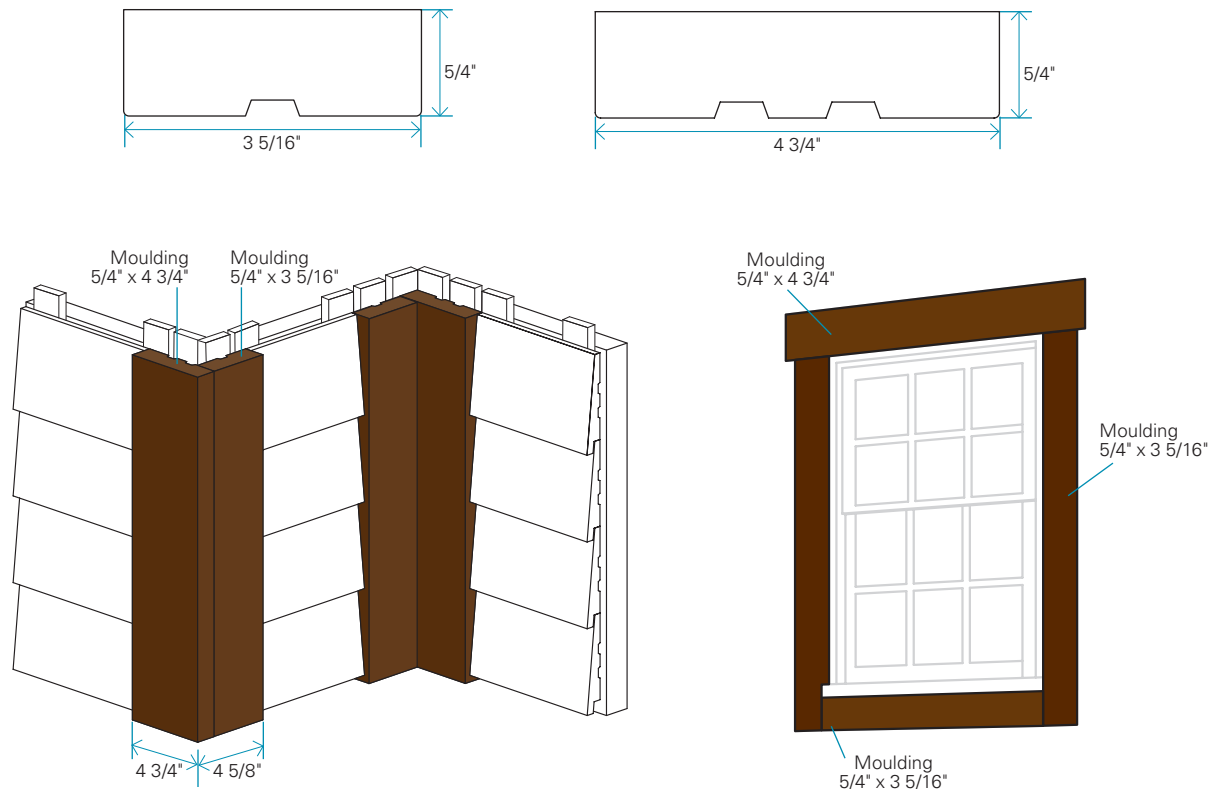 5/4"
3 5/16"
5/4"
4 3/4"
Moulding
5/4" x 4 3/4"
Moulding
5/4" x 3 5/16"
4 3/4"
4 5/8"
Moulding
5/4" x 4 3/4"
Moulding
5/4" x 3 5/16"
Moulding
5/4" x 3 5/16"